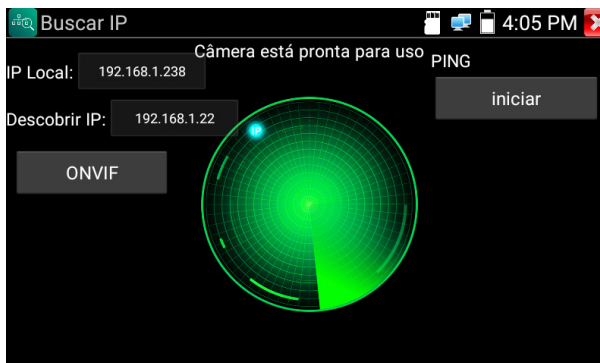 Buscar IP
4:05 PM
Câmera está pronta para uso
PING
IP Local:
192.168.1.238
iniciar
Descobrir IP:
192.168.1.22
IP
ONVIF